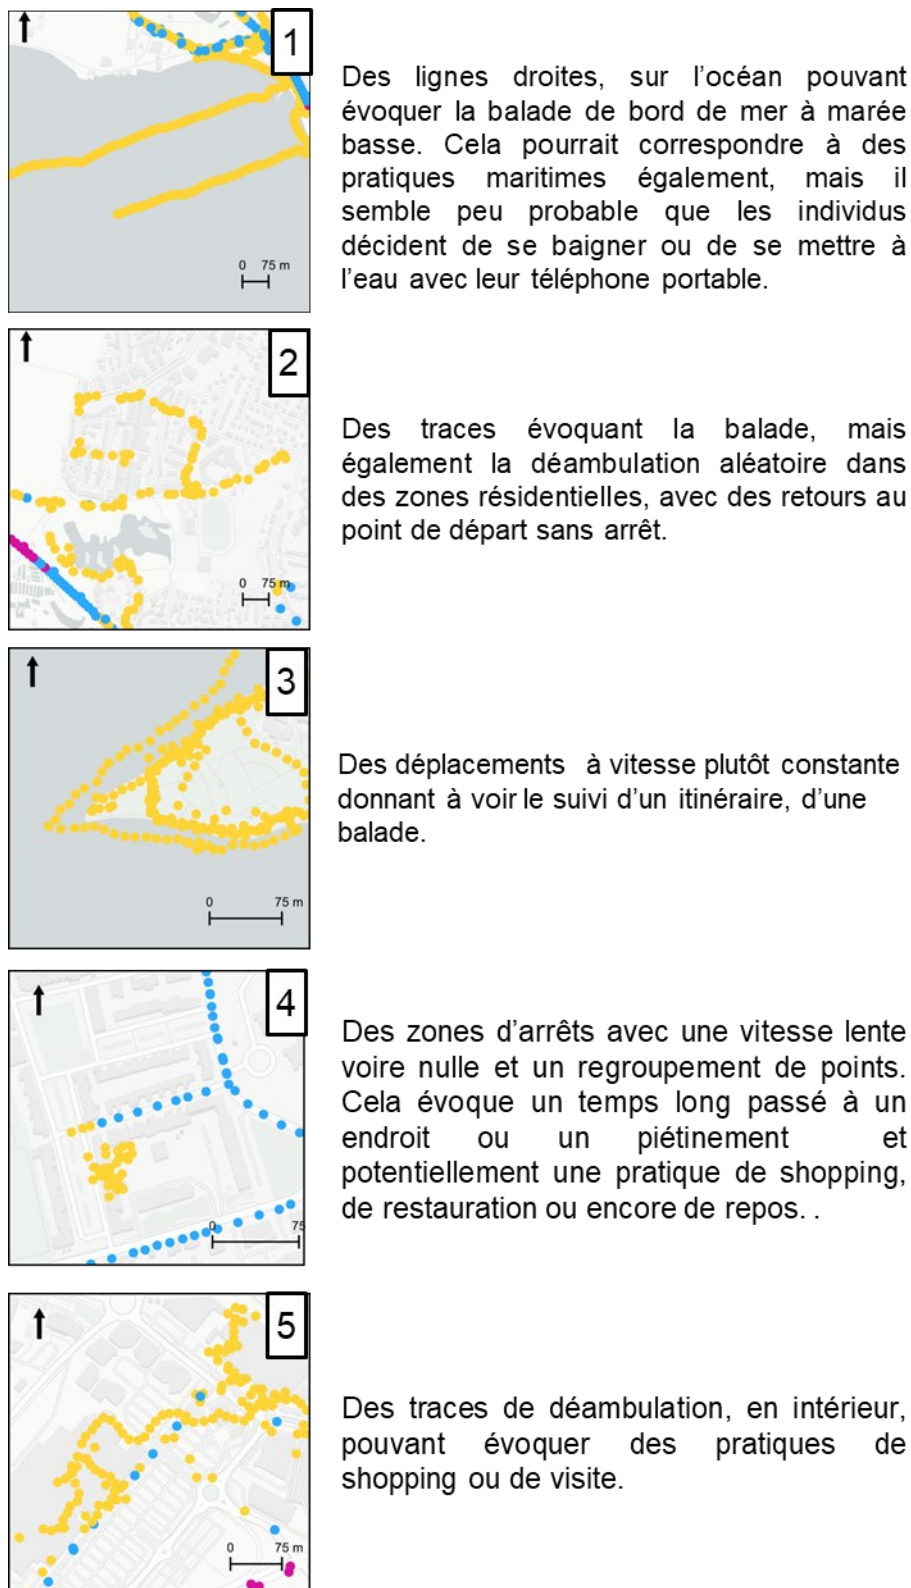 1
Des lignes droites, sur l’océan pouvant
évoquer la balade de bord de mer à marée
basse. Cela pourrait correspondre à des
pratiques maritimes également, mais il
semble peu probable que les individus
décident de se baigner ou de se mettre à
l’eau avec leur téléphone portable.
0 75 m
2
Des traces évoquant la balade, mais
également la déambulation aléatoire dans
des zones résidentielles, avec des retours au
point de départ sans arrêt.
0 75 m
3
Des déplacements à vitesse plutôt constante
donnant à voir le suivi d’un itinéraire, d’une
balade.
0 75 m
4
Des zones d’arrêts avec une vitesse lente
voire nulle et un regroupement de points.
Cela évoque un temps long passé à un
endroit ou un piétinement et
potentiellement une pratique de shopping,
de restauration ou encore de repos. .
0 75
5
Des traces de déambulation, en intérieur,
pouvant évoquer des pratiques de
shopping ou de visite.
0 75 m